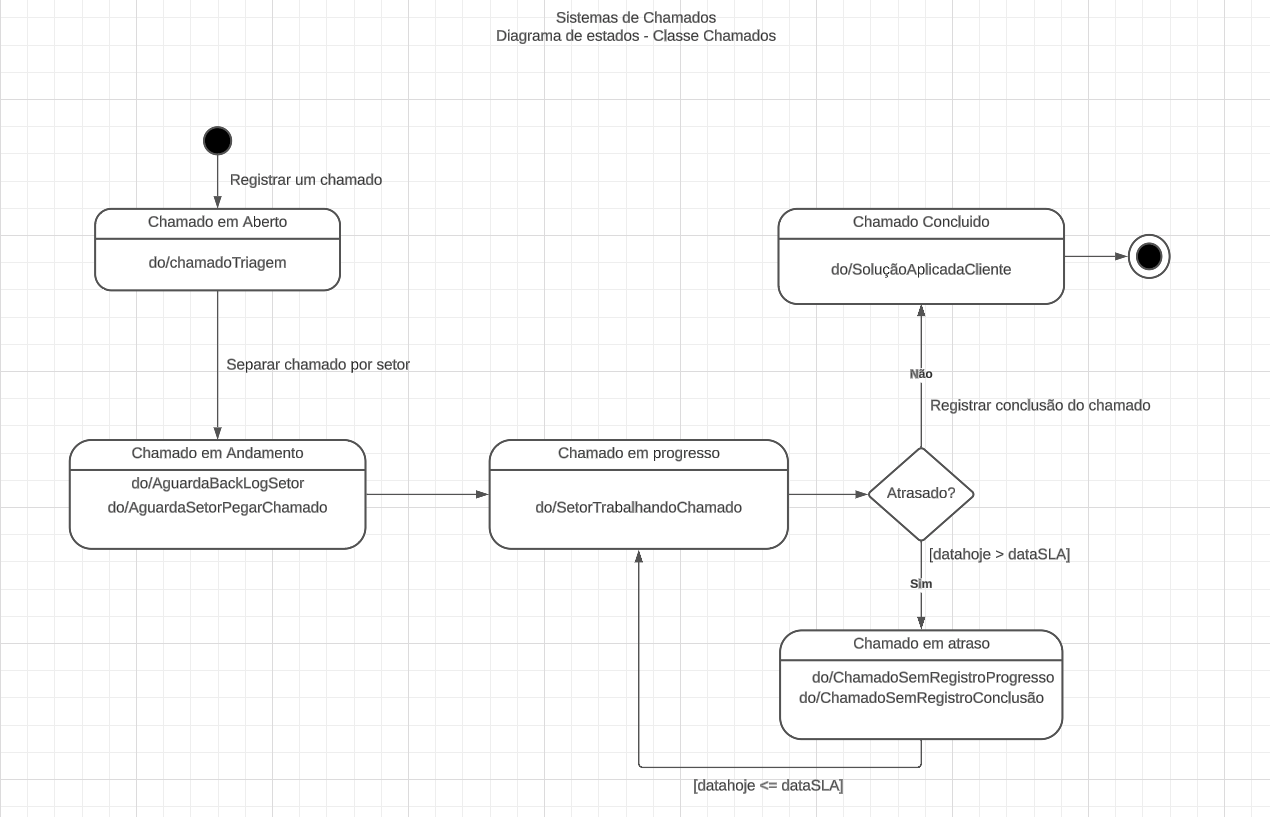 Sistemas de Chamados
Diagrama de estados - Classe Chamados
Registrar um chamado
Chamado em Aberto
do/chamadoTriagem
Separar chamado por setor
Chamado em Andamento
do/AguardaBackLogSetor
do/AguardaSetorPegarChamado
Chamado em progresso
do/SetorTrabalhandoChamado
Atrasado?
Não
Registrar conclusão do chamado
Chamado Concluido
do/SoluçãoAplicadaCliente
[datahoje > dataSLA]
Sim
Chamado em atraso
do/ChamadoSemRegistroProgresso
do/ChamadoSemRegistroConclusão
[datahoje <= dataSLA]